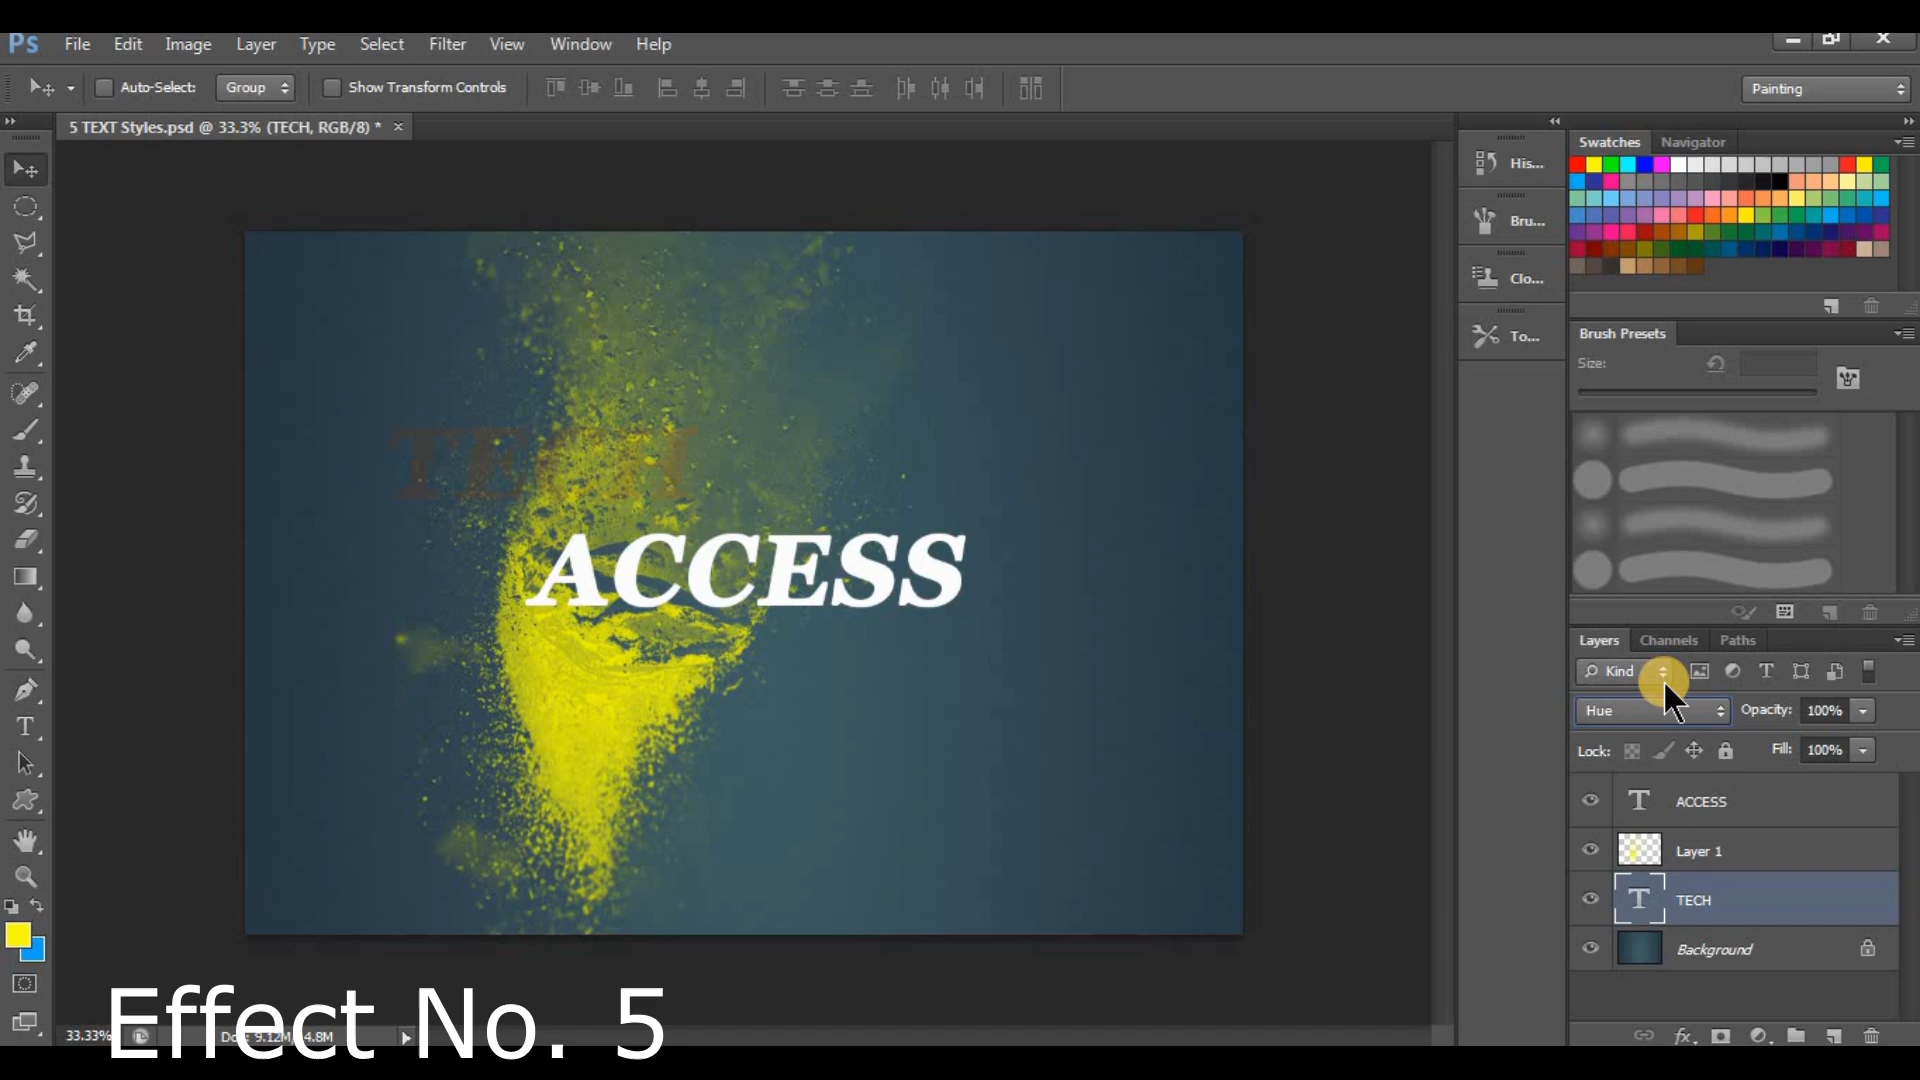 Ps File Edit Image Layer Type Select Filter View Window Help
Auto-Select: Group Show Transform Controls Painting
5 TEXT Styles.psd @ 33.3% (TECH, RGB/8) * ×
His...
Bru...
Clo...
To...
Swatches Navigator
Brush Presets
Size:
TECH
ACCESS
Layers Channels Paths
Kind
Hue Opacity: 100%
Lock: Fill: 100%
T ACCESS
Layer 1
T TECH
Background
33.33%
fx
Effect No. 5